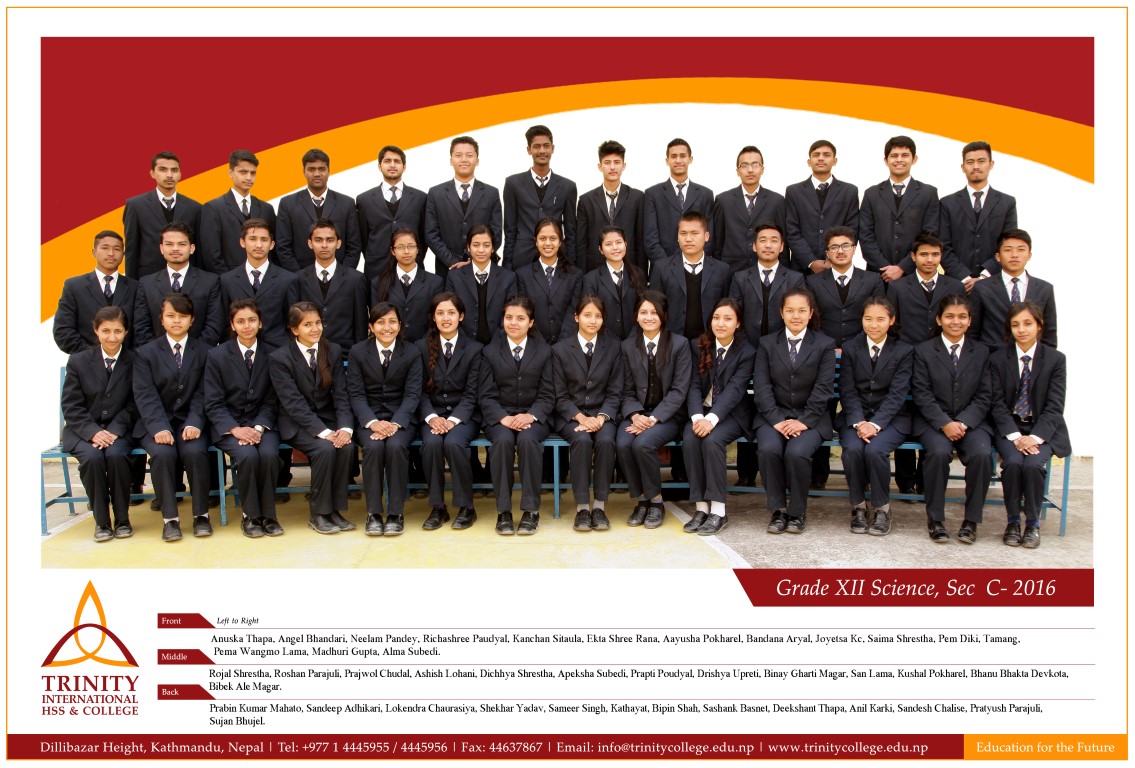 Grade XII Science, Sec C- 2016
Front
Left to Right
Anuska Thapa, Angel Bhandari, Neelam Pandey, Richashree Paudyal, Kanchan Sitaula, Ekta Shree Rana, Aayusha Pokharel, Bandana Aryal, Joyetsa Kc, Saima Shrestha, Pem Diki, Tamang,
Pema Wangmo Lama, Madhuri Gupta, Alma Subedi.
Middle
Rojal Shrestha, Roshan Parajuli, Prajwol Chudal, Ashish Lohani, Dichhya Shrestha, Apeksha Subedi, Prapti Poudyal, Drishya Upreti, Binay Gharti Magar, San Lama, Kushal Pokharel, Bhanu Bhakta Devkota,
Bibek Ale Magar.
Back
Prabin Kumar Mahato, Sandeep Adhikari, Lokendra Chaurasiya, Shekhar Yadav, Sameer Singh, Kathayat, Bipin Shah, Sashank Basnet, Deekshant Thapa, Anil Karki, Sandesh Chalise, Pratyush Parajuli,
Sujan Bhujel.
TRINITY
INTERNATIONAL
HSS & COLLEGE
Dillibazar Height, Kathmandu, Nepal | Tel: +977 1 4445955 / 4445956 | Fax: 44637867 | Email: info@trinitycollege.edu.np | www.trinitycollege.edu.np
Education for the Future